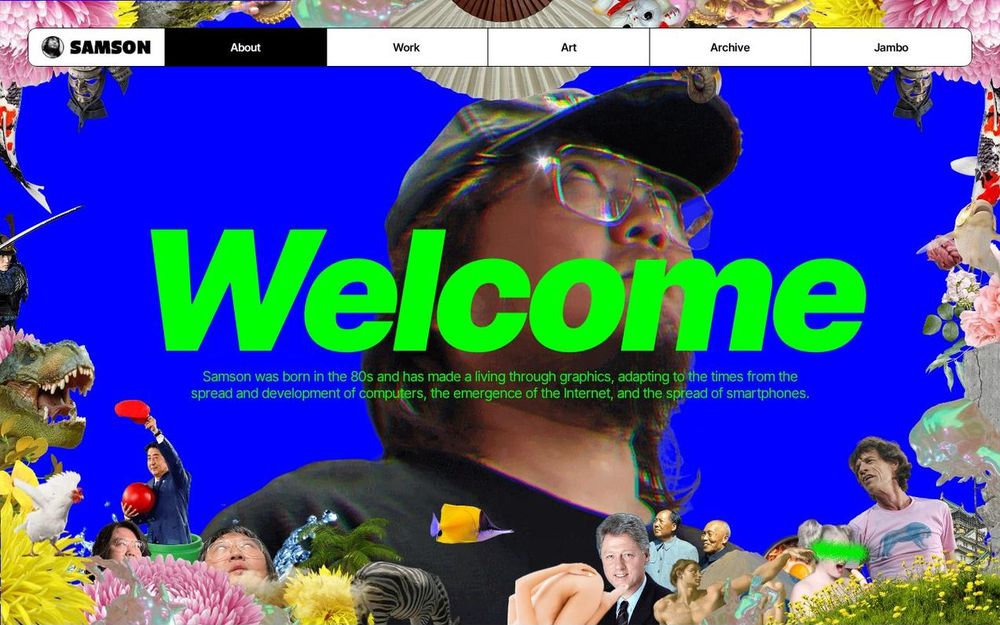 SAMSON
About
Work
Art
Archive
Jambo
Welcome
Samson was born in the 80s and has made a living through graphics, adapting to the times from the
spread and development of computers, the emergence of the Internet, and the spread of smartphones.